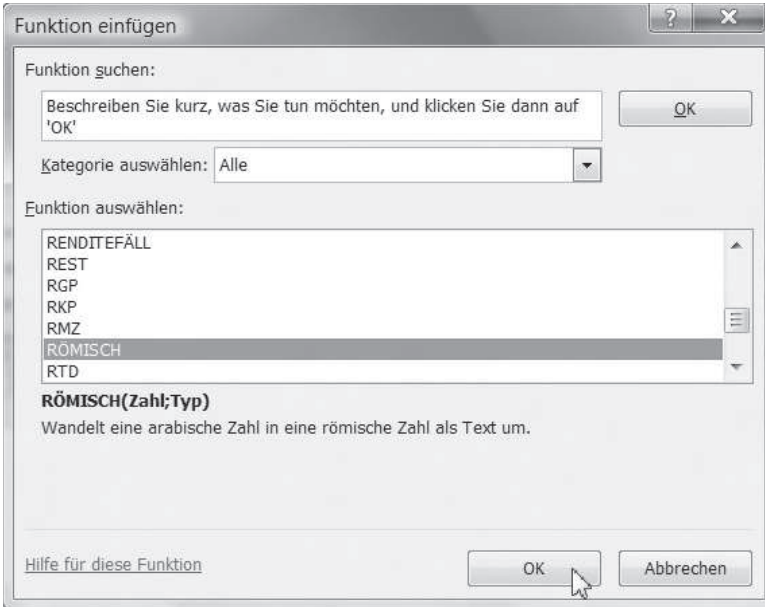 Funktion einfügen
?
Funktion suchen:
Beschreiben Sie kurz, was Sie tun möchten, und klicken Sie dann auf
'OK'
OK
Kategorie auswählen: Alle
Funktion auswählen:
RENDITEFÄLL
REST
RGP
RKP
RMZ
RÖMISCH
RTD
RÖMISCH(Zahl;Typ)
Wandelt eine arabische Zahl in eine römische Zahl als Text um.
Hilfe für diese Funktion
OK
Abbrechen